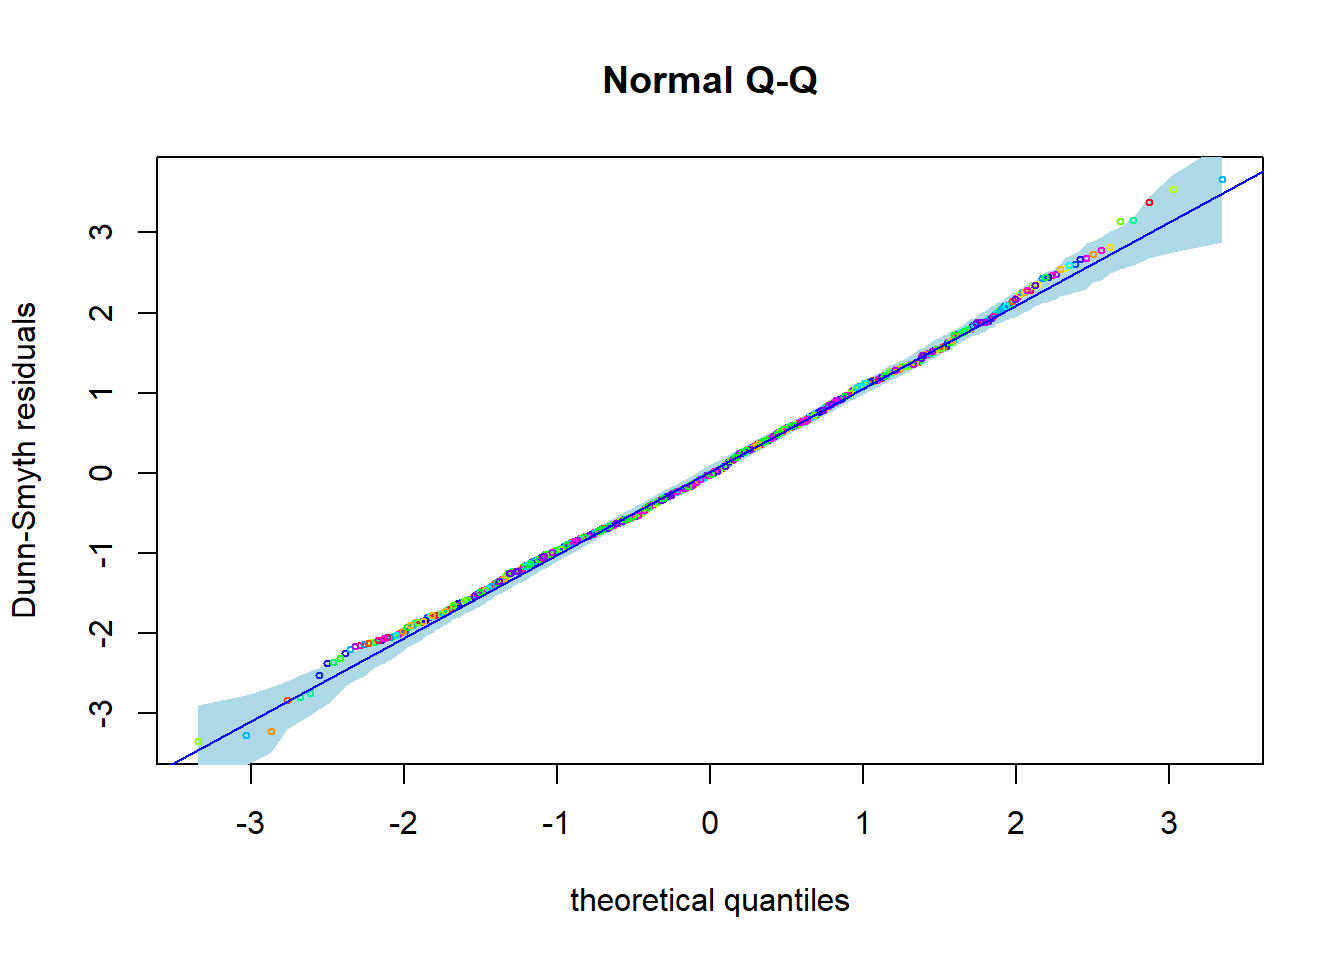 Normal Q-Q
Dunn-Smyth residuals
3
2
1
0
-1
-2
-3
-3 -2 -1 0 1 2 3
theoretical quantiles